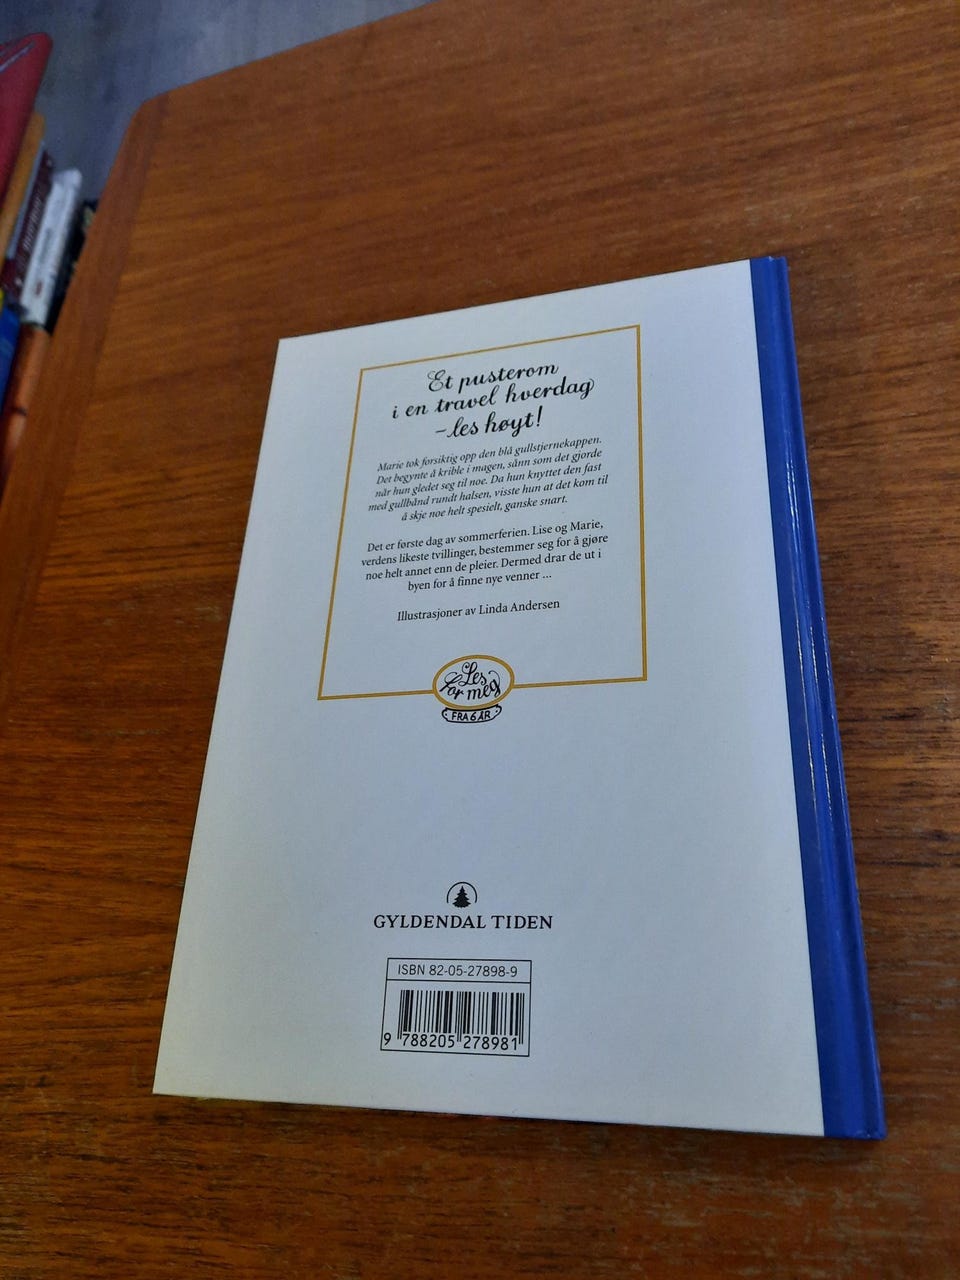 Et pusterom
i en travel hverdag
– les høyt!
Marie tok forsiktig opp den blå gullstjernekappen.
Det begynte å krible i magen, sånn som det gjorde
når hun gledet seg til noe. Da hun knyttet den fast
med gullbånd rundt halsen, visste hun at det kom til
å skje noe helt spesielt, ganske snart.
Det er første dag av sommerferien. Lise og Marie,
verdens likeste tvillinger, bestemmer seg for å gjøre
noe helt annet enn de pleier. Dermed drar de ut i
byen for å finne nye venner ...
Illustrasjoner av Linda Andersen
Les
for meg
FRA 6 ÅR
GYLDENDAL TIDEN
ISBN 82-05-27898-9
9 788205 278981